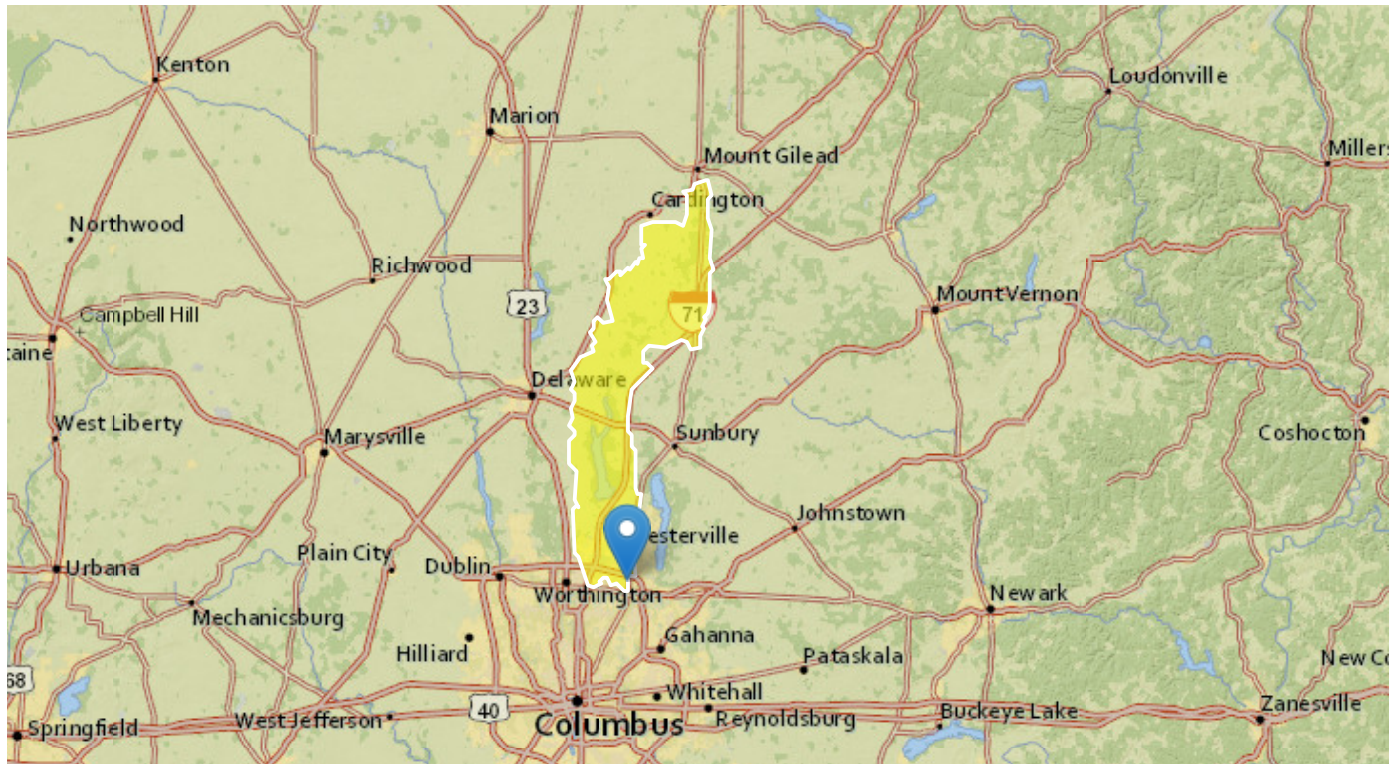 Kenton
Loudonville
Marion
Millers
Mount Gilead
Cardington
Northwood
Richwood
Mount Vernon
23
71
Campbell Hill
taine
Delaware
West Liberty
Marysville
Sunbury
Coshocton
Johnstown
esterville
Plain City
Dublin
Urbana
Worthington
Newark
Mechanicsburg
Gahanna
Hilliard
Pataskala
New Co
68
Whitehall
40
West Jefferson
Columbus
Reynoldsburg
Buckeye Lake
Zanesville
Springfield